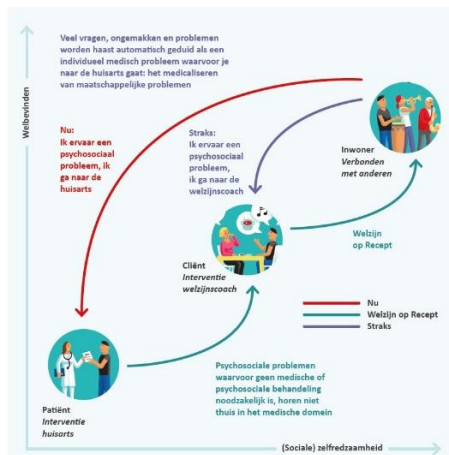 Veel vragen, ongemakken en problemen
worden haast automatisch geduid als een
individueel medisch probleem waarvoor je
naar de huisarts gaat: het medicaliseren
van maatschappelijke problemen
Welbevinden
Nu:
Ik ervaar een
psychosociaal
probleem, ik
ga naar de
huisarts
Straks:
Ik ervaar een
psychosociaal
probleem,
ik ga naar de
welzijnscoach
Inwoner
Verbonden
met anderen
Welzijn
op Recept
Cliënt
Interventie
welzijnscoach
Nu
Welzijn op Recept
Straks
Psychosociale problemen
waarvoor geen medische of
psychosociale behandeling
noodzakelijk is, horen niet
thuis in het medische domein
Patiënt
Interventie
huisarts
(Sociale) zelfredzaamheid